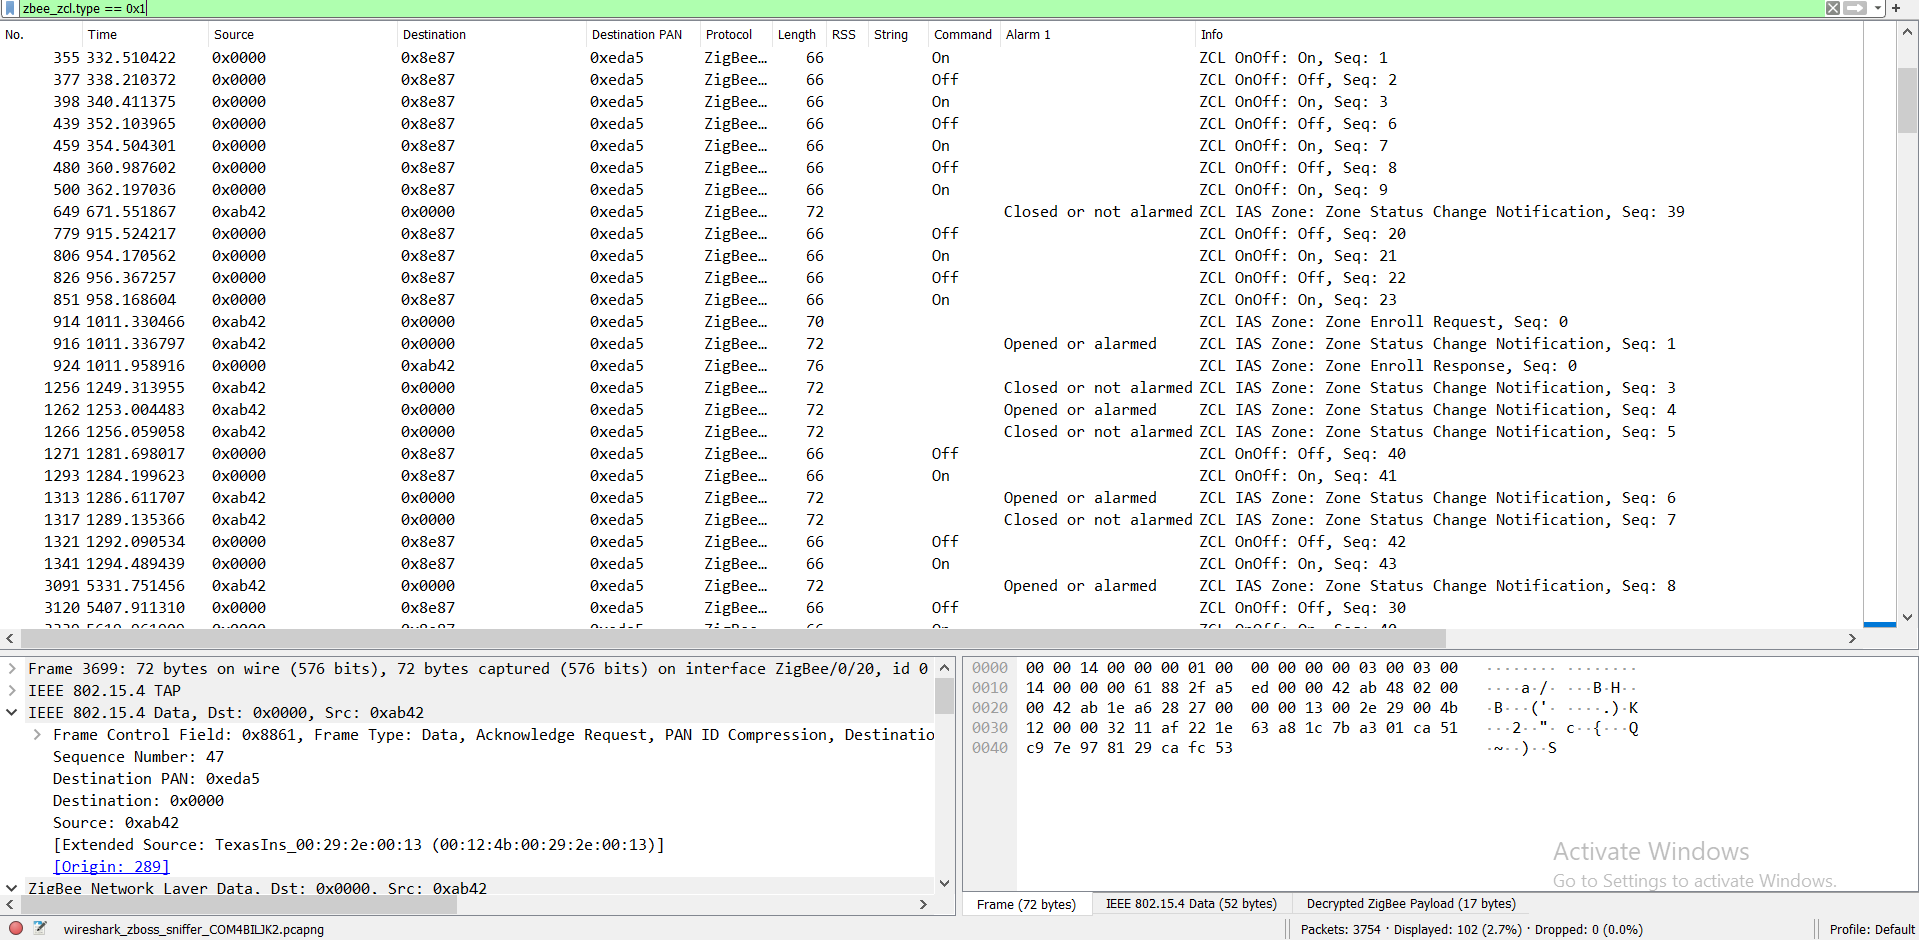 zbee_zcl.type == 0x1
No. Time Source Destination Destination PAN Protocol Length RSS String Command Alarm 1 Info
355 332.510422 0x0000 0x8e87 0xeda5 ZigBee… 66 On ZCL OnOff: On, Seq: 1
377 338.210372 0x0000 0x8e87 0xeda5 ZigBee… 66 Off ZCL OnOff: Off, Seq: 2
398 340.411375 0x0000 0x8e87 0xeda5 ZigBee… 66 On ZCL OnOff: On, Seq: 3
439 352.103965 0x0000 0x8e87 0xeda5 ZigBee… 66 Off ZCL OnOff: Off, Seq: 6
459 354.504301 0x0000 0x8e87 0xeda5 ZigBee… 66 On ZCL OnOff: On, Seq: 7
480 360.987602 0x0000 0x8e87 0xeda5 ZigBee… 66 Off ZCL OnOff: Off, Seq: 8
500 362.197036 0x0000 0x8e87 0xeda5 ZigBee… 66 On ZCL OnOff: On, Seq: 9
649 671.551867 0xab42 0x0000 0xeda5 ZigBee… 72 Closed or not alarmed ZCL IAS Zone: Zone Status Change Notification, Seq: 39
779 915.524217 0x0000 0x8e87 0xeda5 ZigBee… 66 Off ZCL OnOff: Off, Seq: 20
806 954.170562 0x0000 0x8e87 0xeda5 ZigBee… 66 On ZCL OnOff: On, Seq: 21
826 956.367257 0x0000 0x8e87 0xeda5 ZigBee… 66 Off ZCL OnOff: Off, Seq: 22
851 958.168604 0x0000 0x8e87 0xeda5 ZigBee… 66 On ZCL OnOff: On, Seq: 23
914 1011.330466 0xab42 0x0000 0xeda5 ZigBee… 70 ZCL IAS Zone: Zone Enroll Request, Seq: 0
916 1011.336797 0xab42 0x0000 0xeda5 ZigBee… 72 Opened or alarmed ZCL IAS Zone: Zone Status Change Notification, Seq: 1
924 1011.958916 0x0000 0xab42 0xeda5 ZigBee… 76 ZCL IAS Zone: Zone Enroll Response, Seq: 0
1256 1249.313955 0xab42 0x0000 0xeda5 ZigBee… 72 Closed or not alarmed ZCL IAS Zone: Zone Status Change Notification, Seq: 3
1262 1253.004483 0xab42 0x0000 0xeda5 ZigBee… 72 Opened or alarmed ZCL IAS Zone: Zone Status Change Notification, Seq: 4
1266 1256.059058 0xab42 0x0000 0xeda5 ZigBee… 72 Closed or not alarmed ZCL IAS Zone: Zone Status Change Notification, Seq: 5
1271 1281.698017 0x0000 0x8e87 0xeda5 ZigBee… 66 Off ZCL OnOff: Off, Seq: 40
1293 1284.199623 0x0000 0x8e87 0xeda5 ZigBee… 66 On ZCL OnOff: On, Seq: 41
1313 1286.611707 0xab42 0x0000 0xeda5 ZigBee… 72 Opened or alarmed ZCL IAS Zone: Zone Status Change Notification, Seq: 6
1317 1289.135366 0xab42 0x0000 0xeda5 ZigBee… 72 Closed or not alarmed ZCL IAS Zone: Zone Status Change Notification, Seq: 7
1321 1292.090534 0x0000 0x8e87 0xeda5 ZigBee… 66 Off ZCL OnOff: Off, Seq: 42
1341 1294.489439 0x0000 0x8e87 0xeda5 ZigBee… 66 On ZCL OnOff: On, Seq: 43
3091 5331.751456 0xab42 0x0000 0xeda5 ZigBee… 72 Opened or alarmed ZCL IAS Zone: Zone Status Change Notification, Seq: 8
3120 5407.911310 0x0000 0x8e87 0xeda5 ZigBee… 66 Off ZCL OnOff: Off, Seq: 30
Frame 3699: 72 bytes on wire (576 bits), 72 bytes captured (576 bits) on interface ZigBee/0/20, id 0
IEEE 802.15.4 TAP
IEEE 802.15.4 Data, Dst: 0x0000, Src: 0xab42
Frame Control Field: 0x8861, Frame Type: Data, Acknowledge Request, PAN ID Compression, Destinatio
Sequence Number: 47
Destination PAN: 0xeda5
Destination: 0x0000
Source: 0xab42
[Extended Source: TexasIns_00:29:2e:00:13 (00:12:4b:00:29:2e:00:13)]
[Origin: 289]
ZigBee Network Layer Data, Dst: 0x0000, Src: 0xab42
0000 00 00 14 00 00 00 01 00 00 00 00 00 03 00 03 00 ········ ········
0010 14 00 00 00 61 88 2f a5 ed 00 00 42 ab 48 02 00 ····a·/· ···B·H··
0020 00 42 ab 1e a6 28 27 00 00 00 13 00 2e 29 00 4b ·B···('· ·····)·K
0030 12 00 00 32 11 af 22 1e 63 a8 1c 7b a3 01 ca 51 ···2··"· c··{···Q
0040 c9 7e 97 81 29 ca fc 53 ·~··)··S
Activate Windows
Go to Settings to activate Windows.
Frame (72 bytes) IEEE 802.15.4 Data (52 bytes) Decrypted ZigBee Payload (17 bytes)
wireshark_zboss_sniffer_COM4BILJK2.pcapng Packets: 3754 · Displayed: 102 (2.7%) · Dropped: 0 (0.0%) Profile: Default